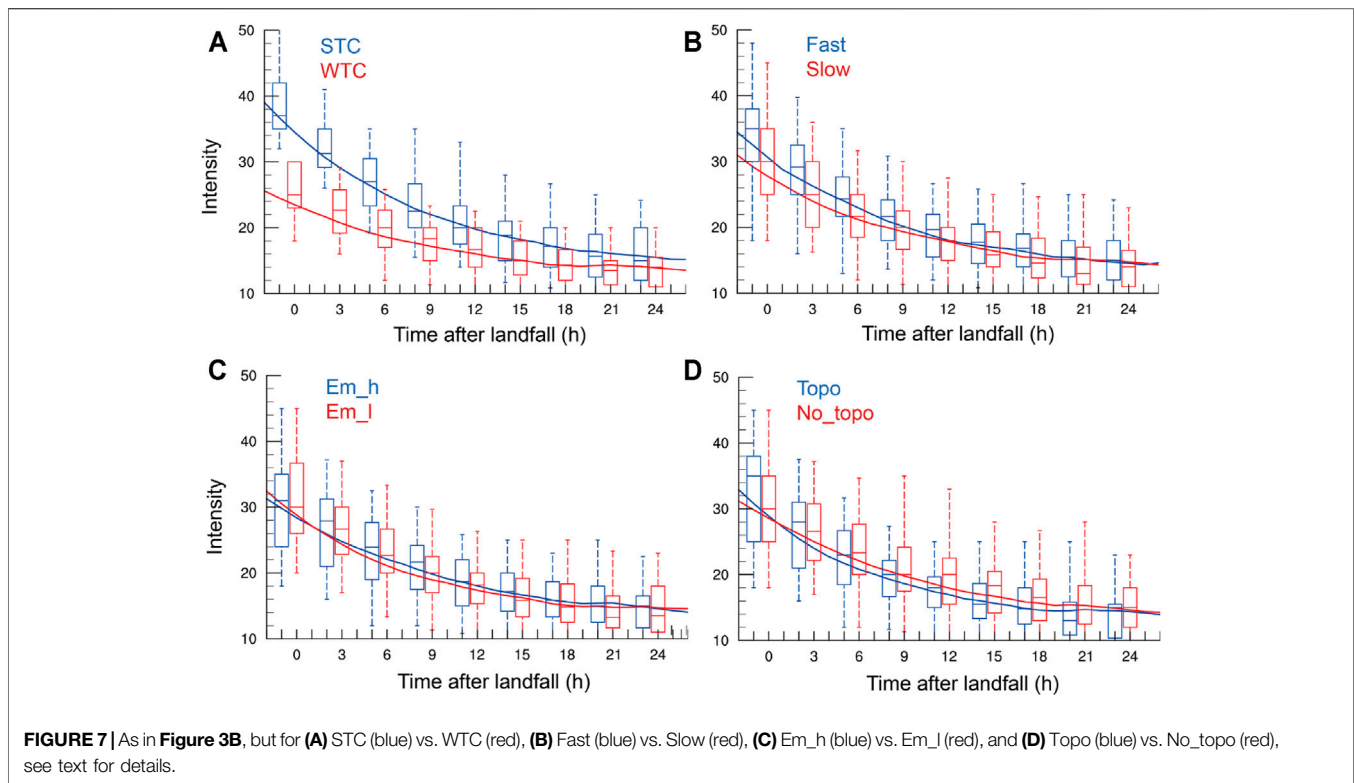 A
STC
WTC
50
40
30
20
10
Intensity
0 3 6 9 12 15 18 21 24
Time after landfall (h)
B
Fast
Slow
50
40
30
20
10
0 3 6 9 12 15 18 21 24
Time after landfall (h)
C
Em_h
Em_l
50
40
30
20
10
Intensity
0 3 6 9 12 15 18 21 24
Time after landfall (h)
D
Topo
No_topo
50
40
30
20
10
0 3 6 9 12 15 18 21 24
Time after landfall (h)
FIGURE 7 | As in Figure 3B, but for (A) STC (blue) vs. WTC (red), (B) Fast (blue) vs. Slow (red), (C) Em_h (blue) vs. Em_l (red), and (D) Topo (blue) vs. No_topo (red),
see text for details.